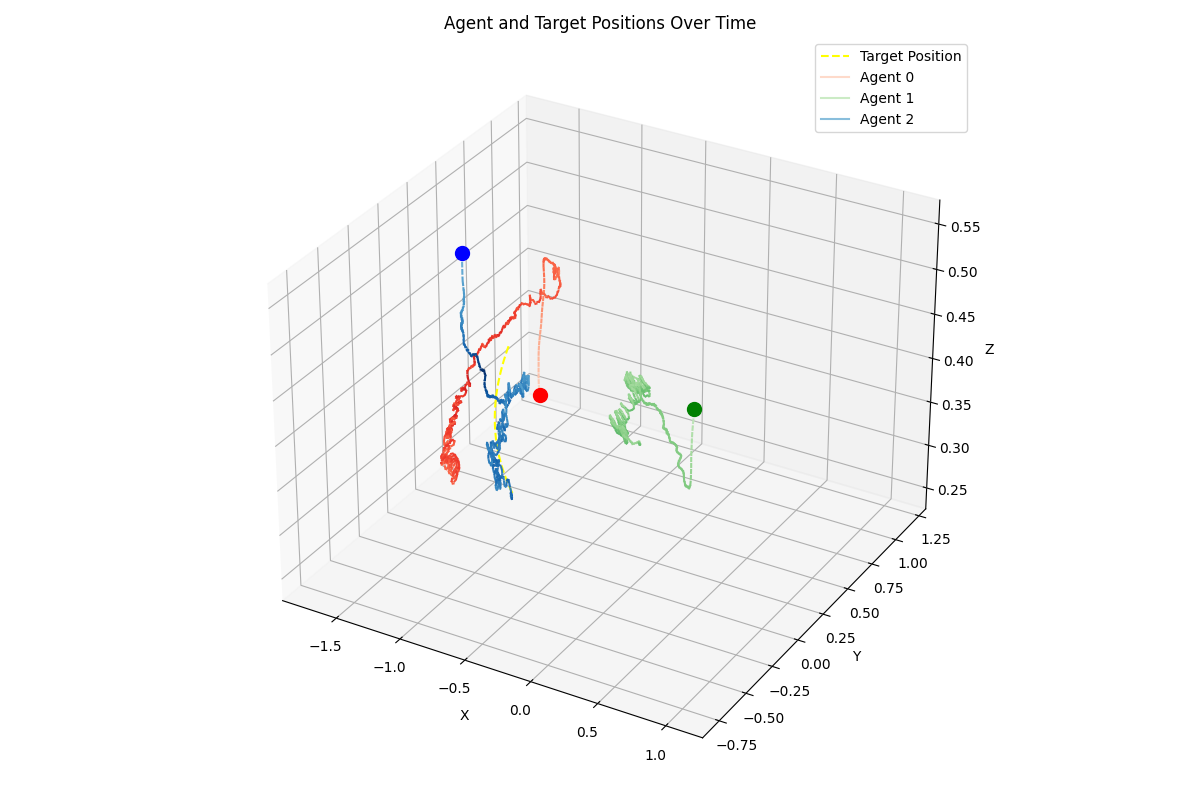 Agent and Target Positions Over Time
Target Position
Agent 0
Agent 1
Agent 2
0.55
0.50
0.45
0.40
0.35
0.30
0.25
Z
1.25
1.00
0.75
0.50
0.25
0.00
−0.25
−0.50
−0.75
Y
−1.5
−1.0
−0.5
0.0
0.5
1.0
X